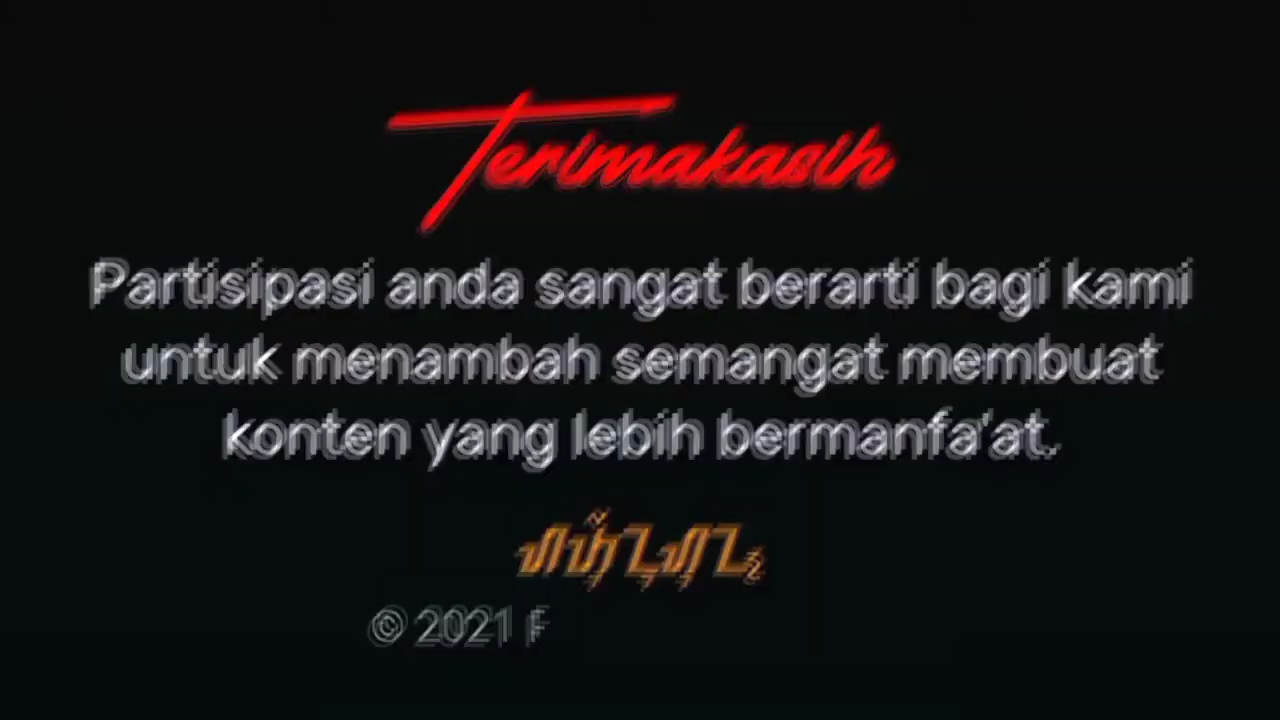 Terimakasih
Partisipasi anda sangat berarti bagi kami
untuk menambah semangat membuat
konten yang lebih bermanfa'at.
© 2021 F